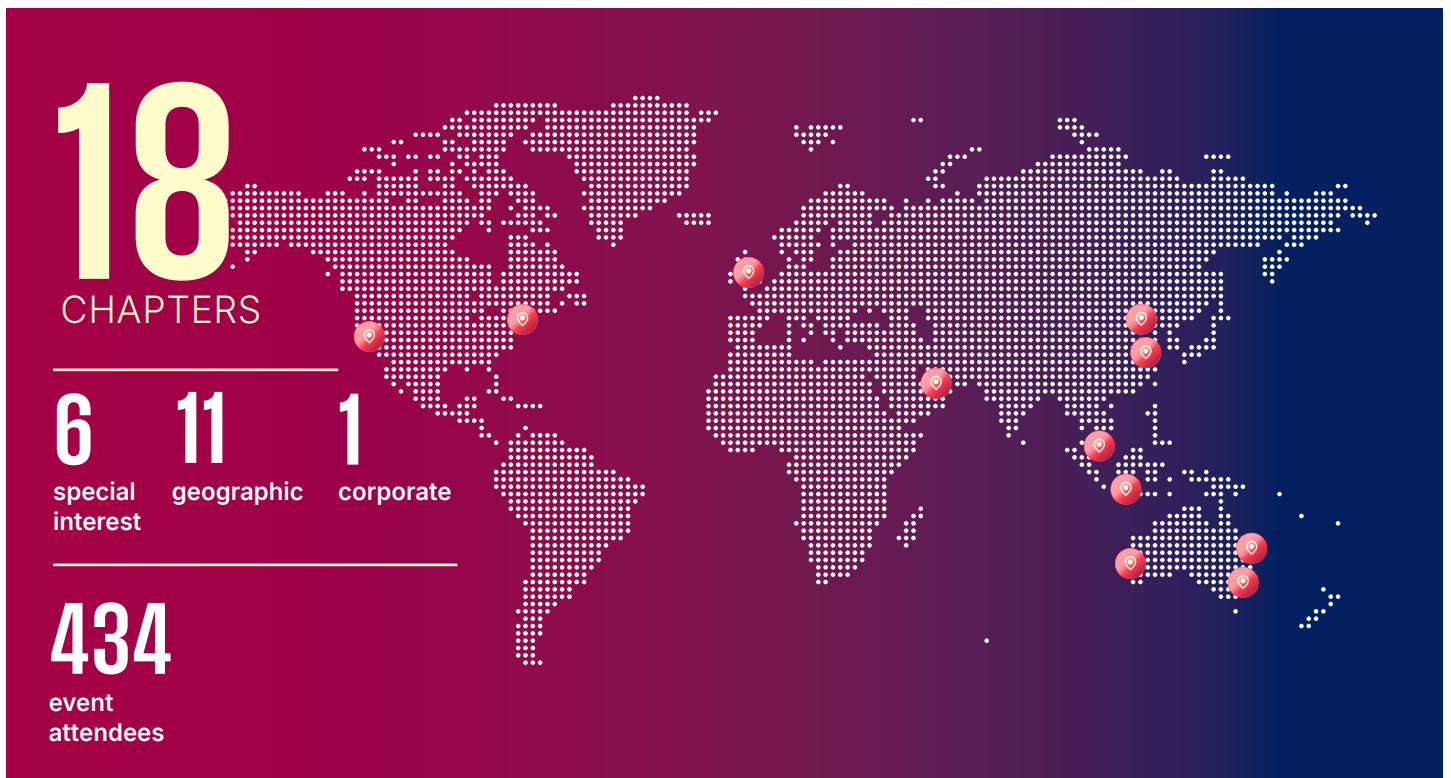 18
CHAPTERS
6
special
interest
11
geographic
1
corporate
434
event
attendees